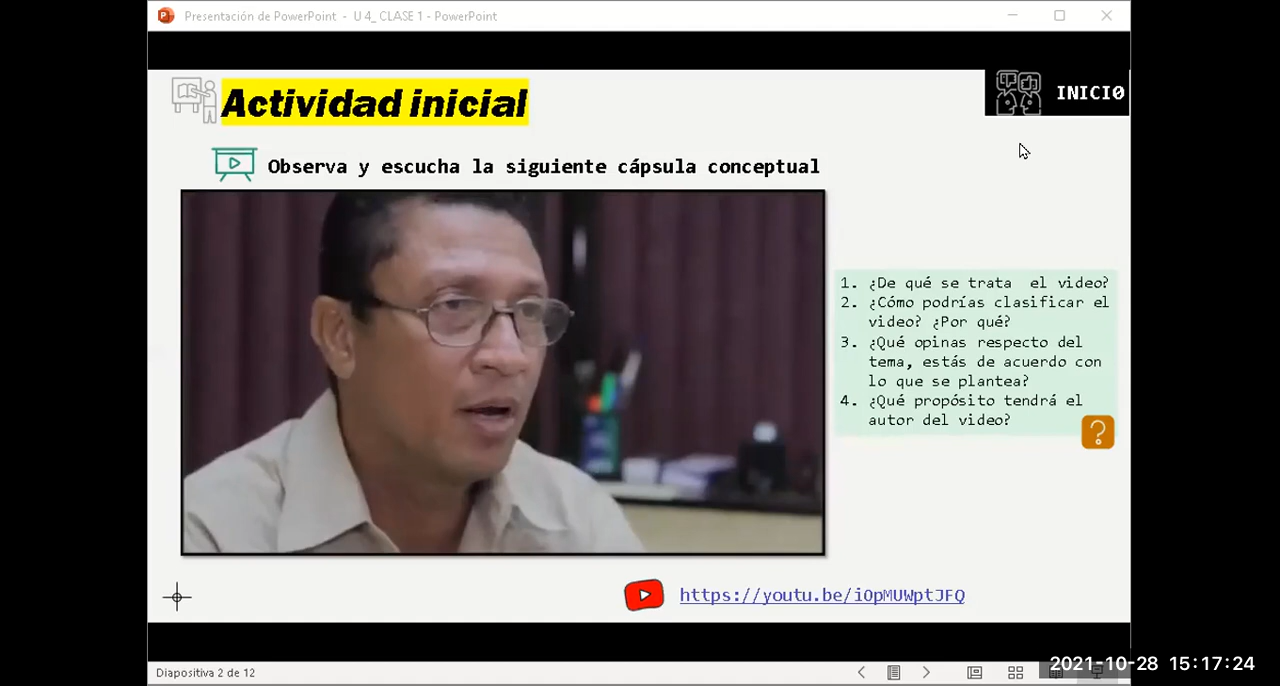 Presentación de PowerPoint - U 4_ CLASE 1 - PowerPoint
Actividad inicial
INICIO
Observa y escucha la siguiente cápsula conceptual
1. ¿De qué se trata el video?
2. ¿Cómo podrías clasificar el
video? ¿Por qué?
3. ¿Qué opinas respecto del
tema, estás de acuerdo con
lo que se plantea?
4. ¿Qué propósito tendrá el
autor del video?
?
https://youtu.be/iOpMUWptJFQ
Diapositiva 2 de 12
2021-10-28 15:17:24